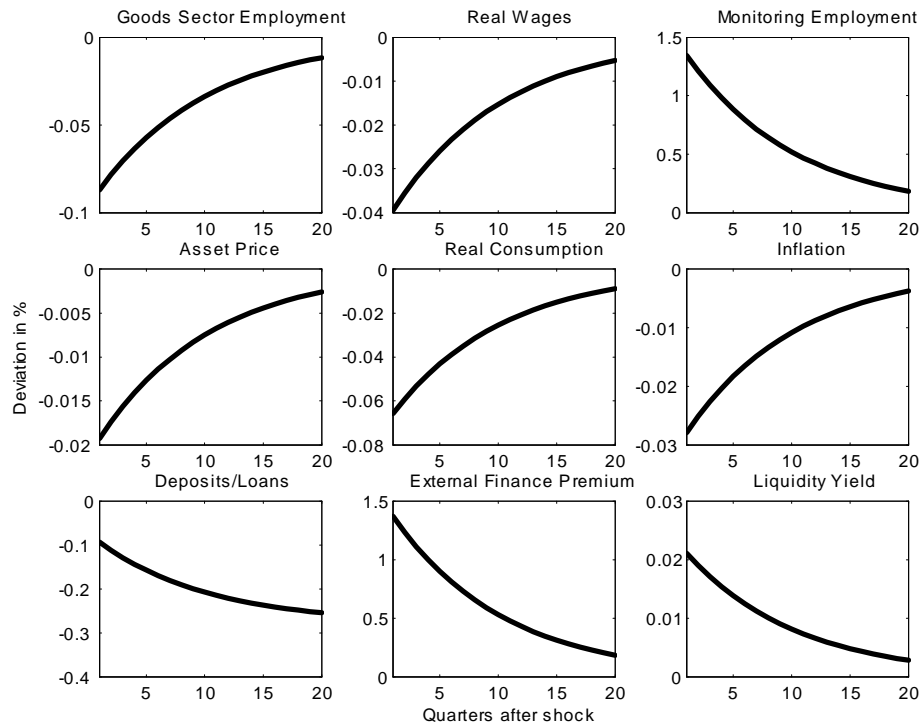 Goods Sector Employment
Real Wages
Monitoring Employment
0
-0.05
-0.1
5 10 15 20
0
-0.01
-0.02
-0.03
-0.04
5 10 15 20
1.5
1
0.5
0
5 10 15 20
Asset Price
Real Consumption
Inflation
Deviation in %
0
-0.005
-0.01
-0.015
-0.02
5 10 15 20
0
-0.02
-0.04
-0.06
-0.08
5 10 15 20
0
-0.01
-0.02
-0.03
5 10 15 20
Deposits/Loans
External Finance Premium
Liquidity Yield
0
-0.1
-0.2
-0.3
-0.4
5 10 15 20
1.5
1
0.5
0
5 10 15 20
0.03
0.02
0.01
0
5 10 15 20
Quarters after shock